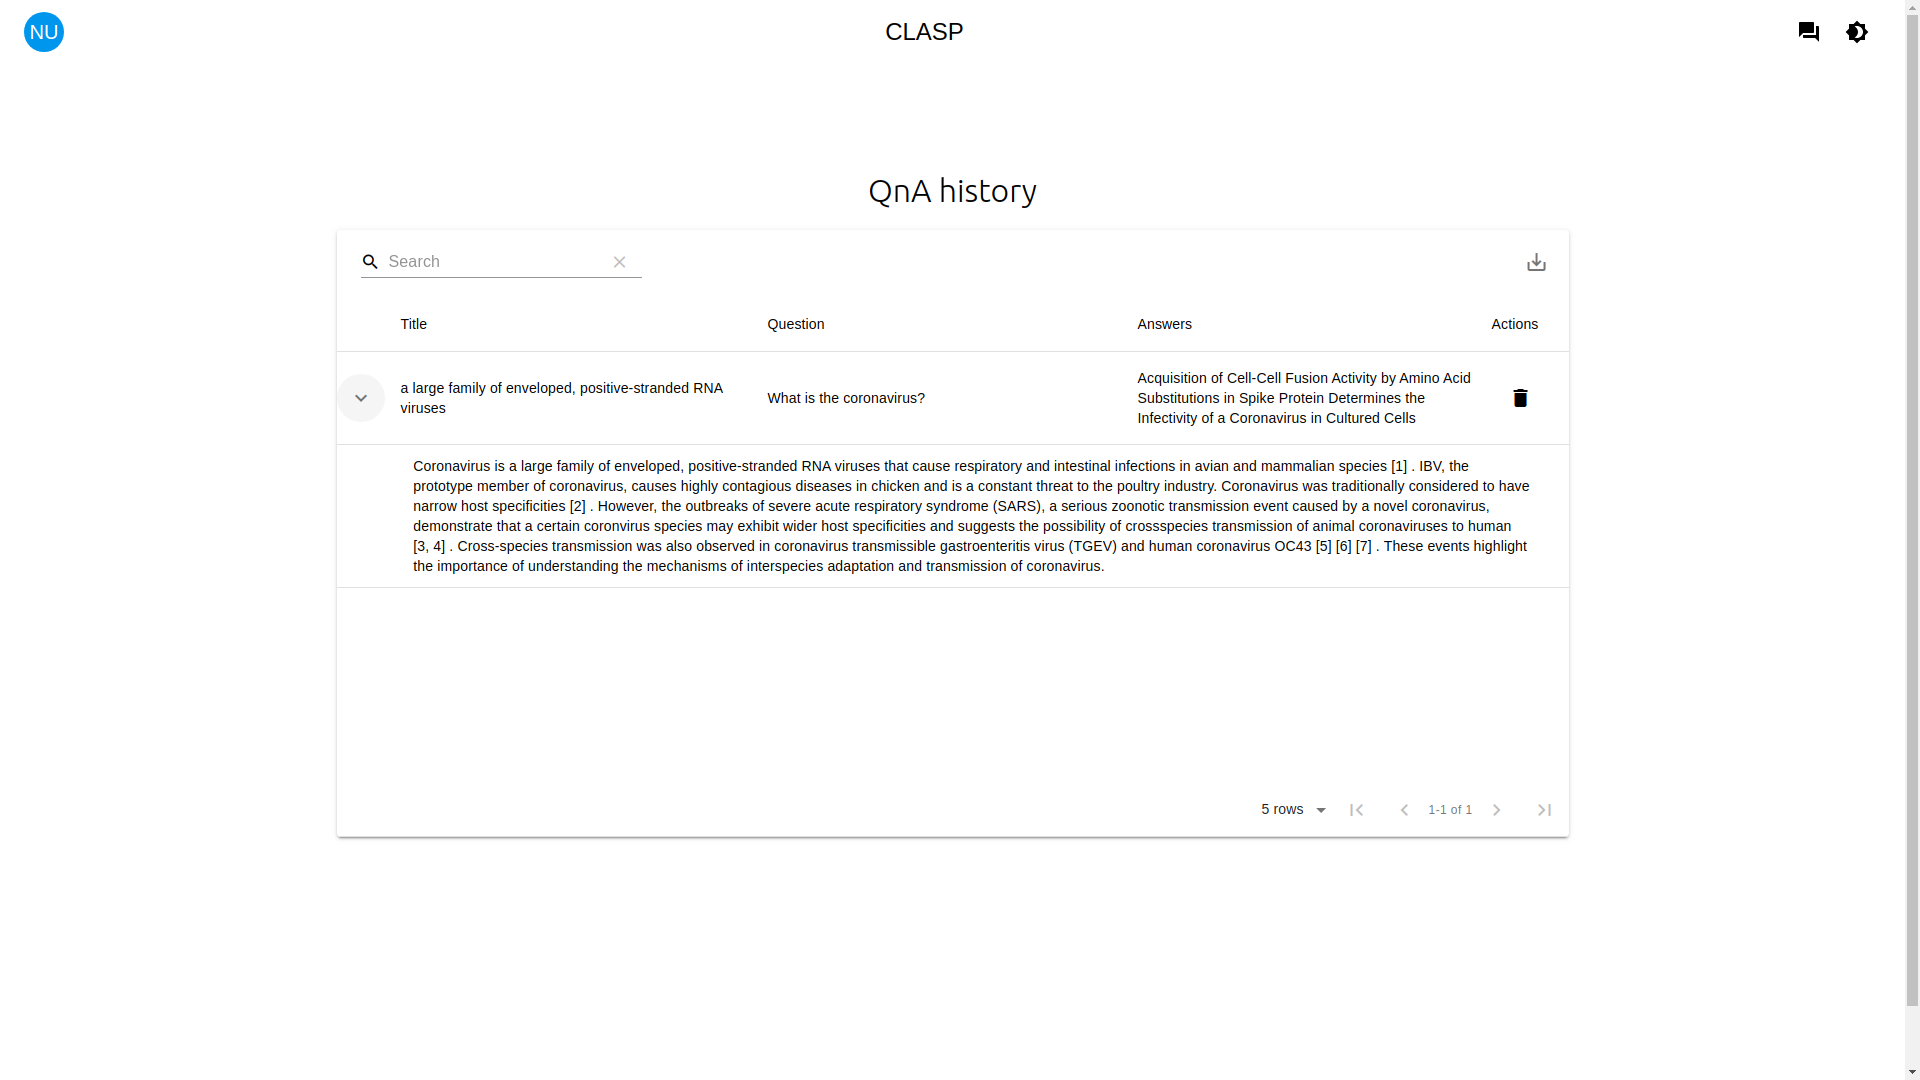 NU
CLASP
QnA history
Search
Title
Question
Answers
Actions
a large family of enveloped, positive-stranded RNA
viruses
What is the coronavirus?
Acquisition of Cell-Cell Fusion Activity by Amino Acid
Substitutions in Spike Protein Determines the
Infectivity of a Coronavirus in Cultured Cells
Coronavirus is a large family of enveloped, positive-stranded RNA viruses that cause respiratory and intestinal infections in avian and mammalian species [1] . IBV, the
prototype member of coronavirus, causes highly contagious diseases in chicken and is a constant threat to the poultry industry. Coronavirus was traditionally considered to have
narrow host specificities [2] . However, the outbreaks of severe acute respiratory syndrome (SARS), a serious zoonotic transmission event caused by a novel coronavirus,
demonstrate that a certain coronvirus species may exhibit wider host specificities and suggests the possibility of crossspecies transmission of animal coronaviruses to human
[3, 4] . Cross-species transmission was also observed in coronavirus transmissible gastroenteritis virus (TGEV) and human coronavirus OC43 [5] [6] [7] . These events highlight
the importance of understanding the mechanisms of interspecies adaptation and transmission of coronavirus.
5 rows
1-1 of 1